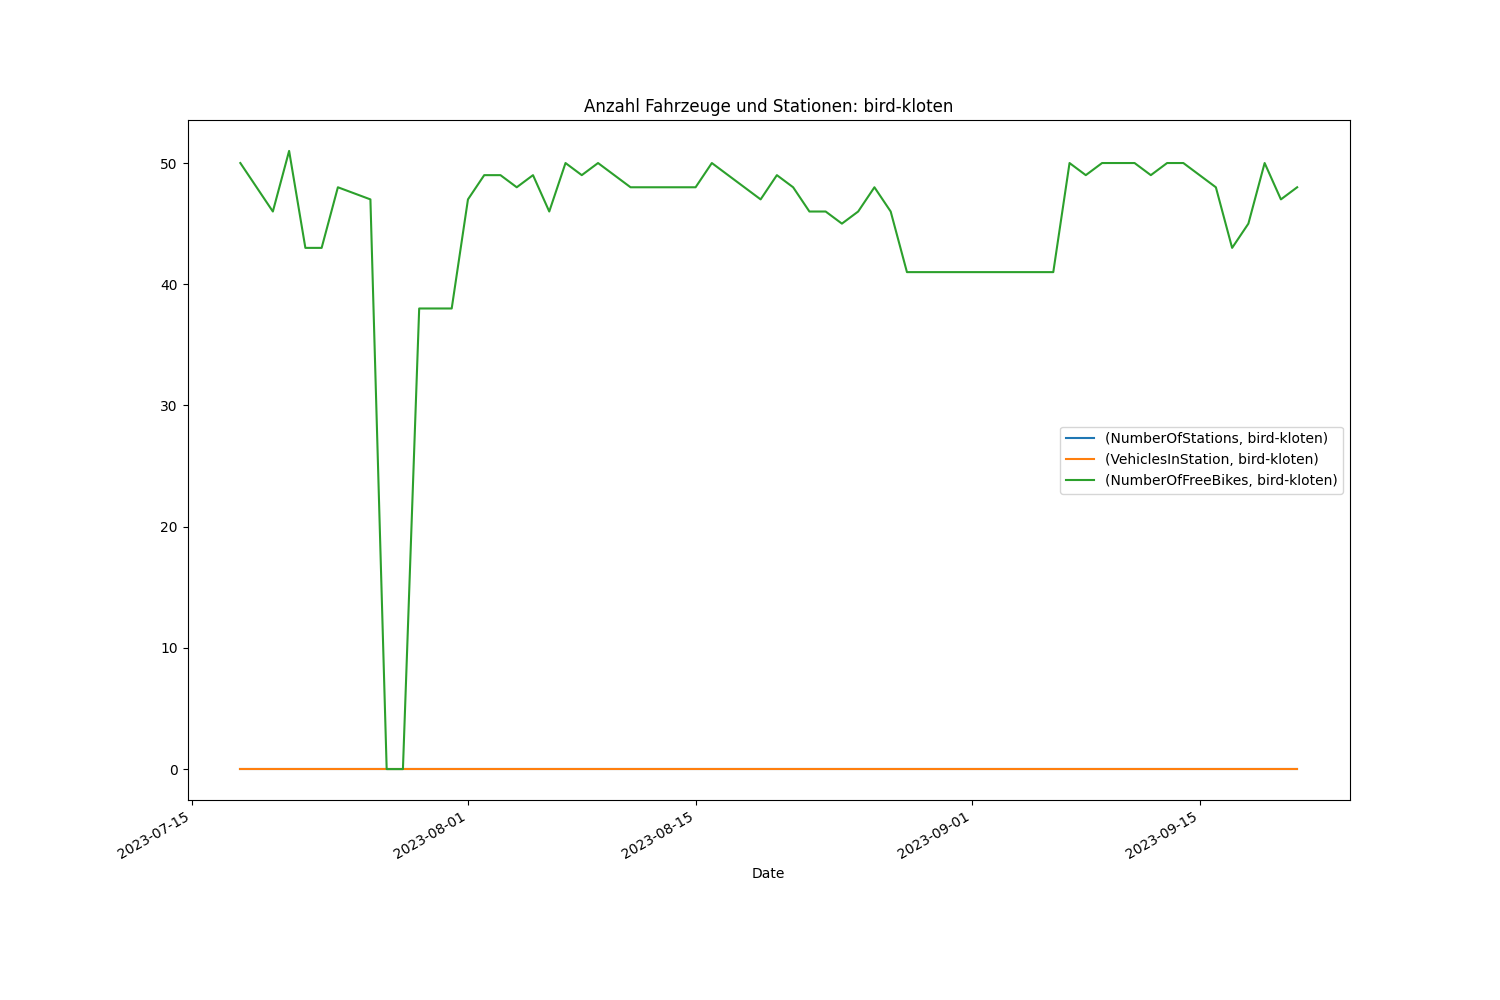 Anzahl Fahrzeuge und Stationen: bird-kloten
50
40
30
20
10
0
(NumberOfStations, bird-kloten)
(VehiclesInStation, bird-kloten)
(NumberOfFreeBikes, bird-kloten)
2023-07-15
2023-08-01
2023-08-15
2023-09-01
2023-09-15
Date